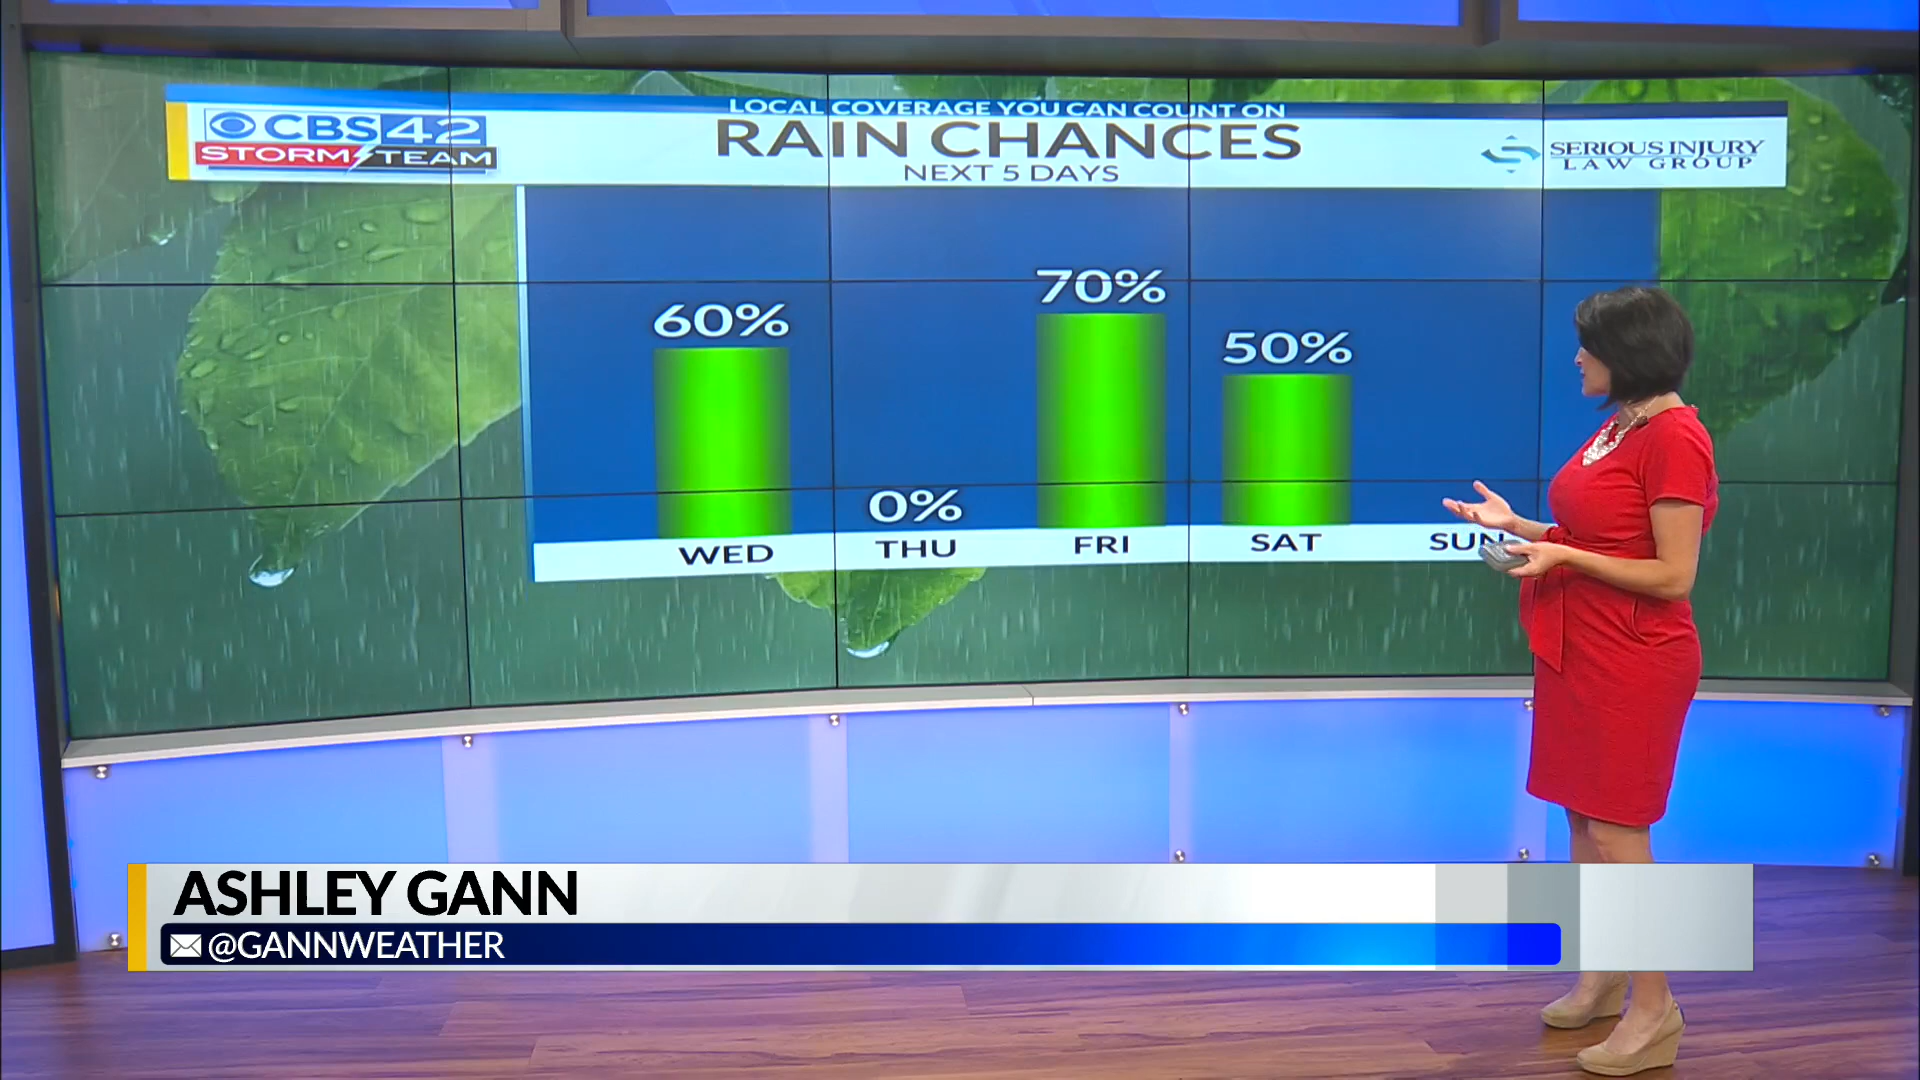 LOCAL COVERAGE YOU CAN COUNT ON
CBS 42
STORM TEAM
RAIN CHANCES
NEXT 5 DAYS
SERIOUS INJURY
LAW GROUP
60%
0%
70%
50%
WED
THU
FRI
SAT
SUN
ASHLEY GANN
@GANNWEATHER